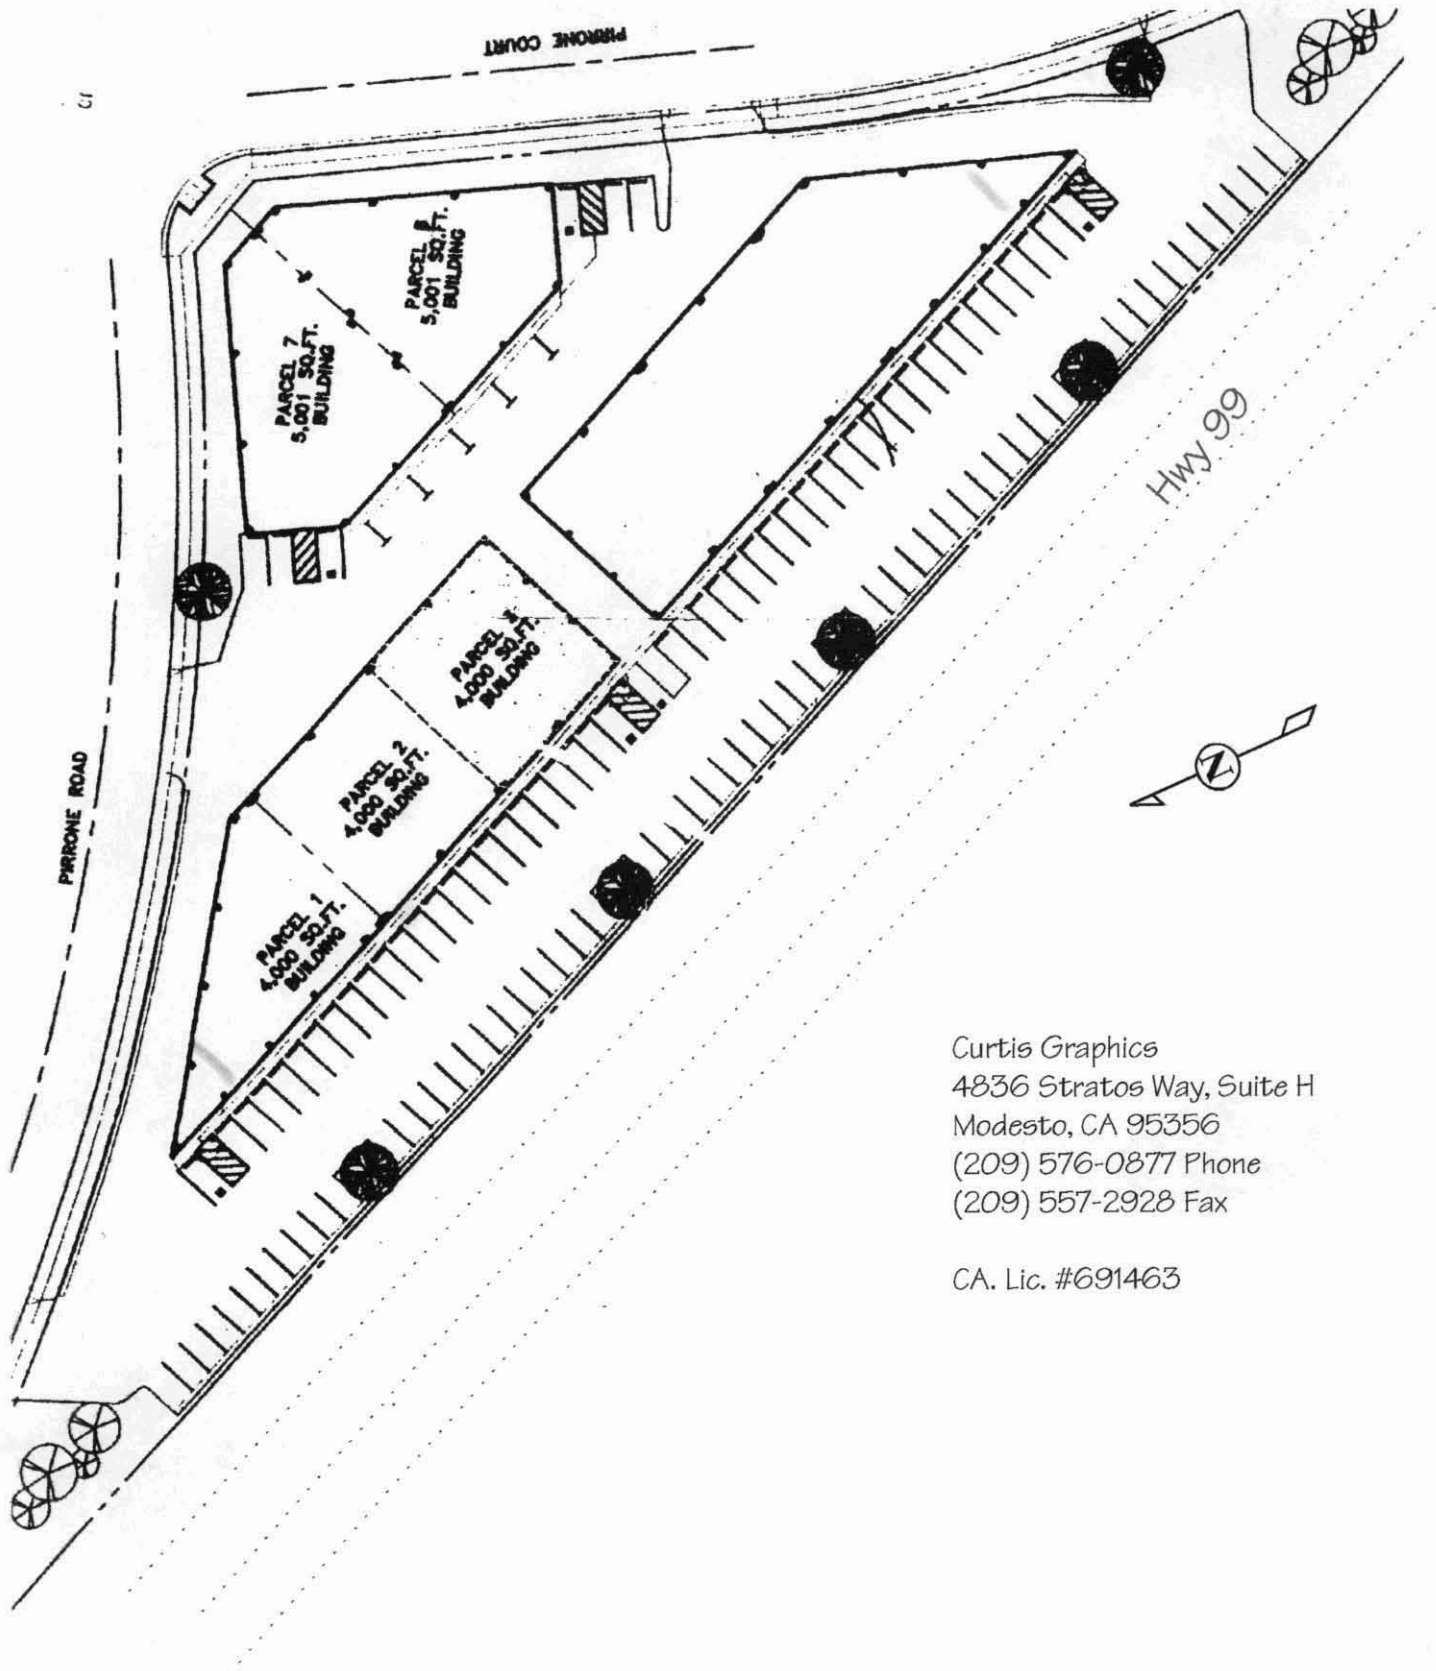 PIRRONE COURT
PARCEL 8
5,001 SQ.FT.
BUILDING
PARCEL 7
5,001 SQ.FT.
BUILDING
Hwy 99
PARCEL
4,000 SQ.FT.
BUILDING
PARCEL 2
4,000 SQ.FT.
BUILDING
PIRRONE ROAD
PARCEL 1
4,000 SQ.FT.
BUILDING
N
Curtis Graphics
4836 Stratos Way, Suite H
Modesto, CA 95356
(209) 576-0877 Phone
(209) 557-2928 Fax
CA. Lic. #691463